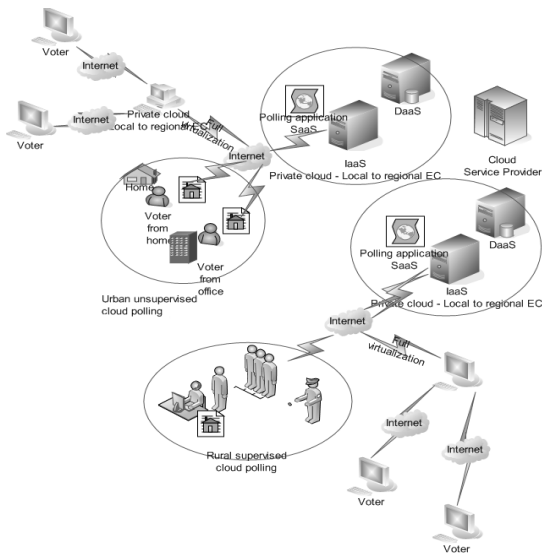 Voter
Internet
Voter
Internet
Private cloud
Local to regional EC
Full
virtualization
Internet
Polling application
SaaS
DaaS
IaaS
Private cloud - Local to regional EC
Cloud
Service Provider
Home
Voter
from
home
Voter
from
office
Urban unsupervised
cloud polling
Polling application
SaaS
DaaS
IaaS
Private cloud - Local to regional EC
Internet
Full
virtualization
Rural supervised
cloud polling
Internet
Internet
Voter
Voter